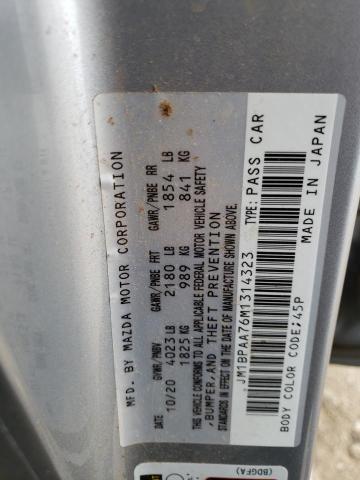 MFD. BY MAZDA MOTOR CORPORATION
GVWR/PNBV GAWR/PNBE FRT GAWR/PNBE RR
10/20 4023 LB 2180 LB 1854 LB
1825 KG 989 KG 841 KG
THIS VEHICLE CONFORMS TO ALL APPLICABLE FEDERAL MOTOR VEHICLE SAFETY
,BUMPER,AND THEFT PREVENTION
STANDARDS IN EFFECT ON THE DATE OF MANUFACTURE SHOWN ABOVE.
JM1BPAA76M1314323 TYPE: PASS CAR
BODY COLOR CODE;45P MADE IN JAPAN
(BDGFA)